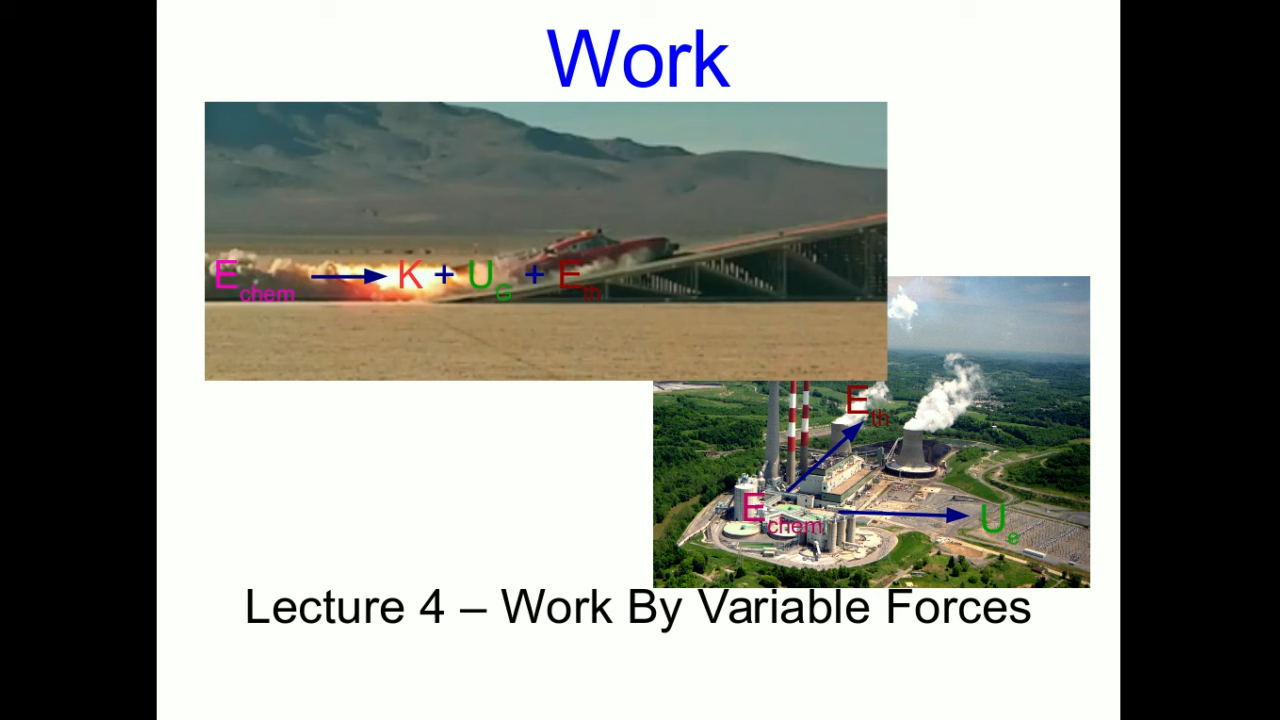 Work
E_chem → K + U_G + E_th
E_th
E_chem → U_e
Lecture 4 – Work By Variable Forces